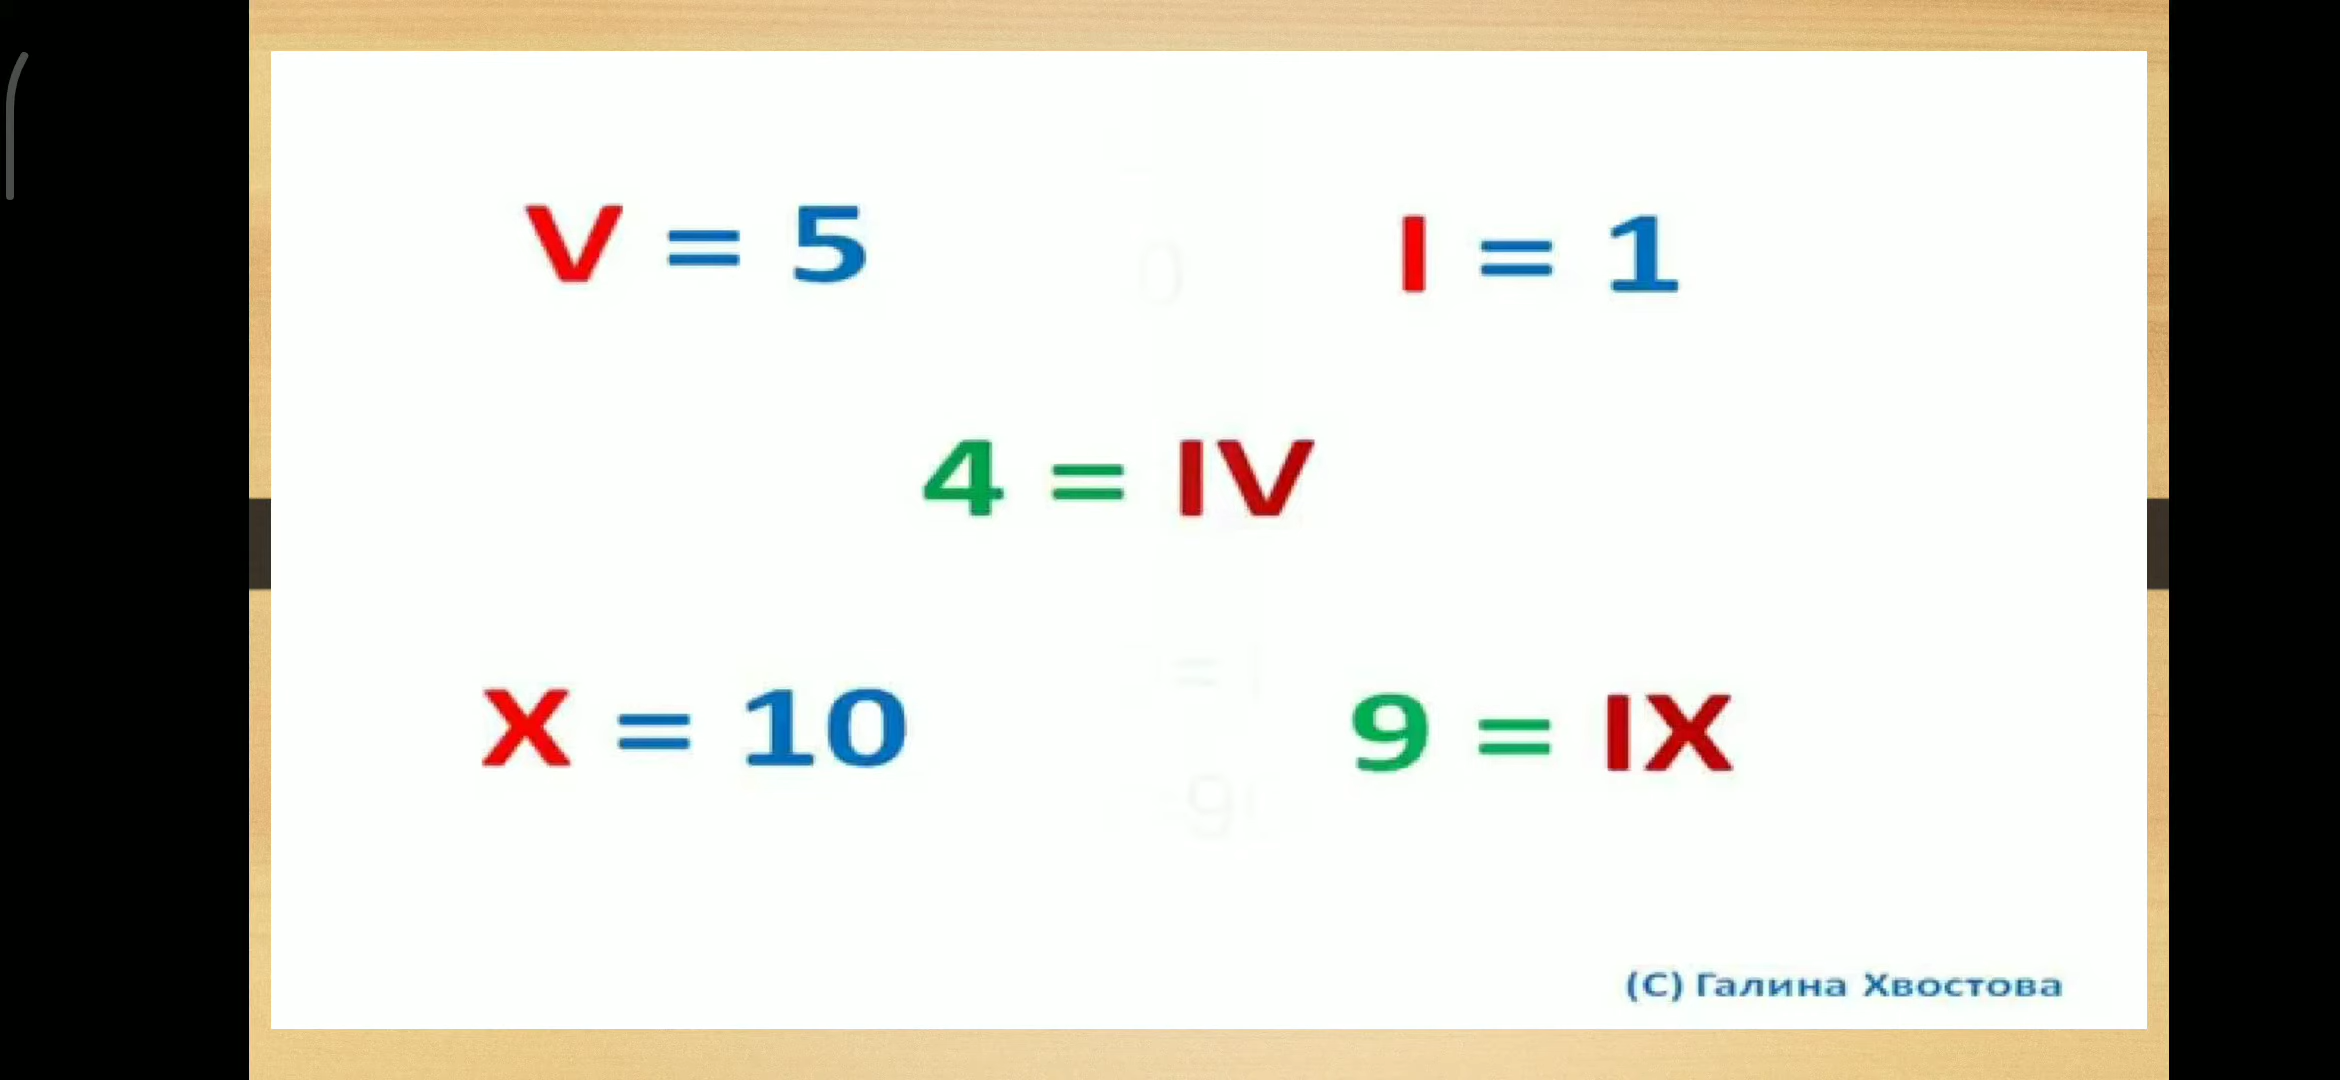 V = 5 I = 1
4 = IV
X = 10 9 = IX
(C) Галина Хвостова